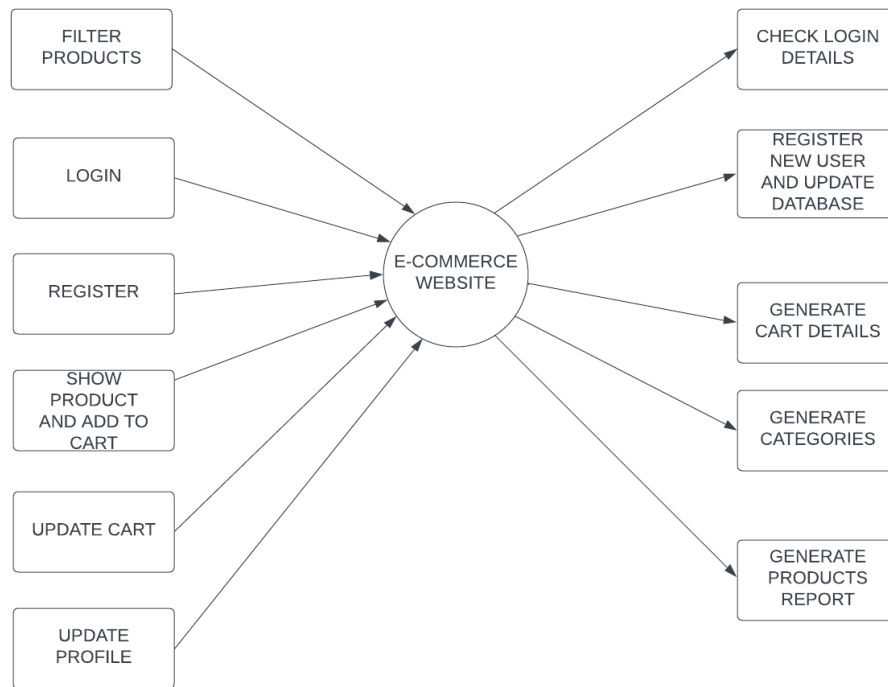 FILTER
PRODUCTS
LOGIN
REGISTER
SHOW
PRODUCT
AND ADD TO
CART
UPDATE CART
UPDATE
PROFILE
E-COMMERCE
WEBSITE
CHECK LOGIN
DETAILS
REGISTER
NEW USER
AND UPDATE
DATABASE
GENERATE
CART DETAILS
GENERATE
CATEGORIES
GENERATE
PRODUCTS
REPORT